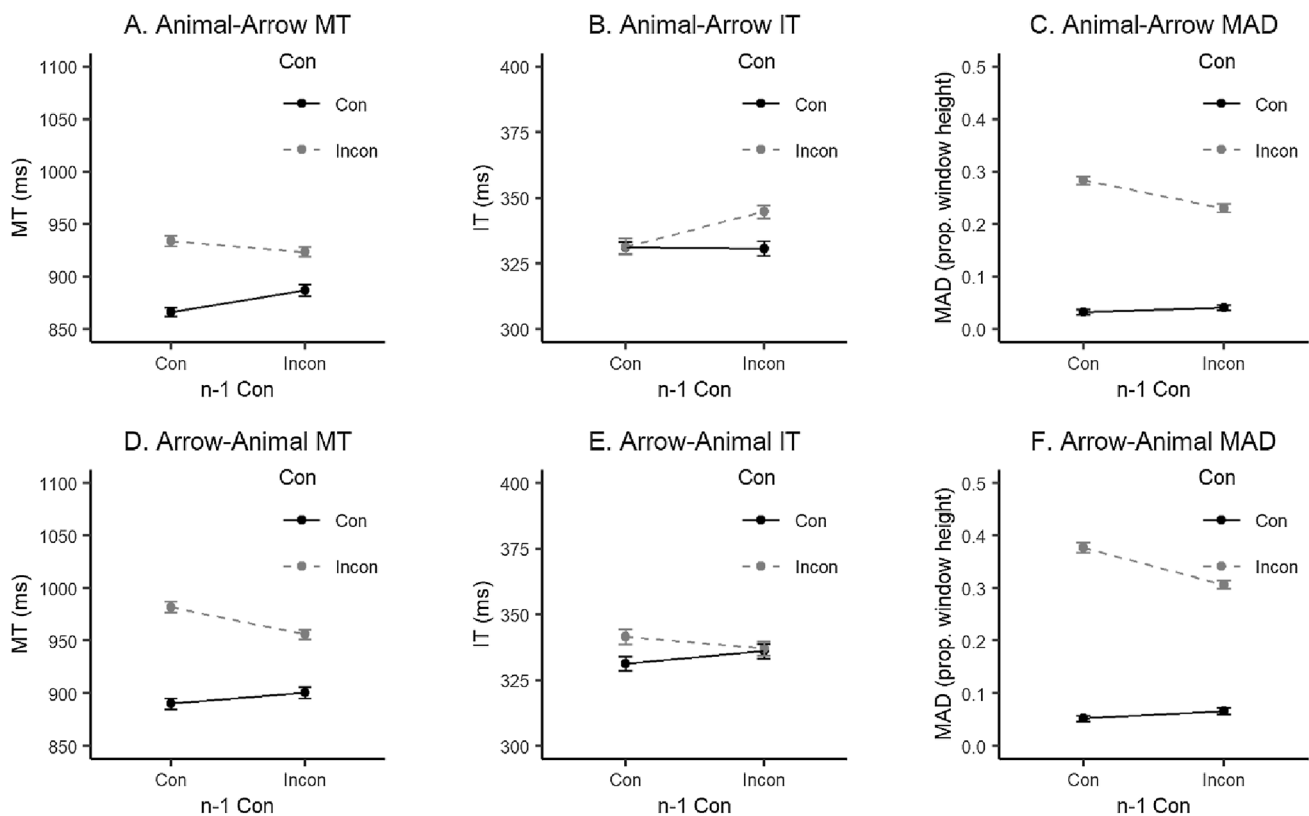 A. Animal-Arrow MT
MT (ms)
1100
1050
1000
950
900
850
Con
Con
Incon
Con
Incon
n-1 Con
B. Animal-Arrow IT
IT (ms)
400
375
350
325
300
Con
Con
Incon
Con
Incon
n-1 Con
C. Animal-Arrow MAD
MAD (prop. window height)
0.5
0.4
0.3
0.2
0.1
0.0
Con
Con
Incon
Con
Incon
n-1 Con
D. Arrow-Animal MT
MT (ms)
1100
1050
1000
950
900
850
Con
Con
Incon
Con
Incon
n-1 Con
E. Arrow-Animal IT
IT (ms)
400
375
350
325
300
Con
Con
Incon
Con
Incon
n-1 Con
F. Arrow-Animal MAD
MAD (prop. window height)
0.5
0.4
0.3
0.2
0.1
0.0
Con
Con
Incon
Con
Incon
n-1 Con